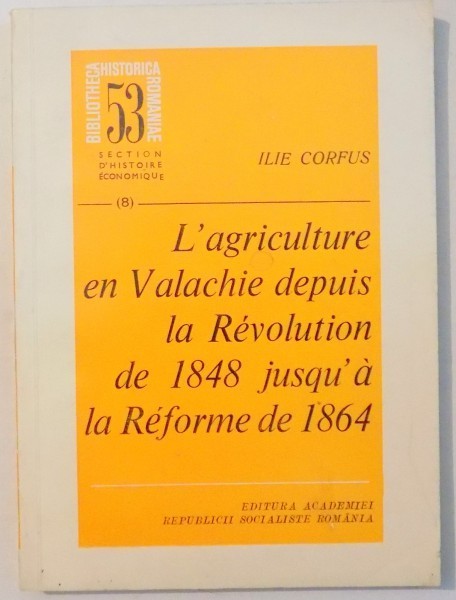 BIBLIOTHECA
HISTORICA
ROMANIAE
53
SECTION
D'HISTOIRE
ÉCONOMIQUE
(8)
ILIE CORFUS
L'agriculture
en Valachie depuis
la Révolution
de 1848 jusqu'à
la Réforme de 1864
EDITURA ACADEMIEI
REPUBLICII SOCIALISTE ROMÂNIA